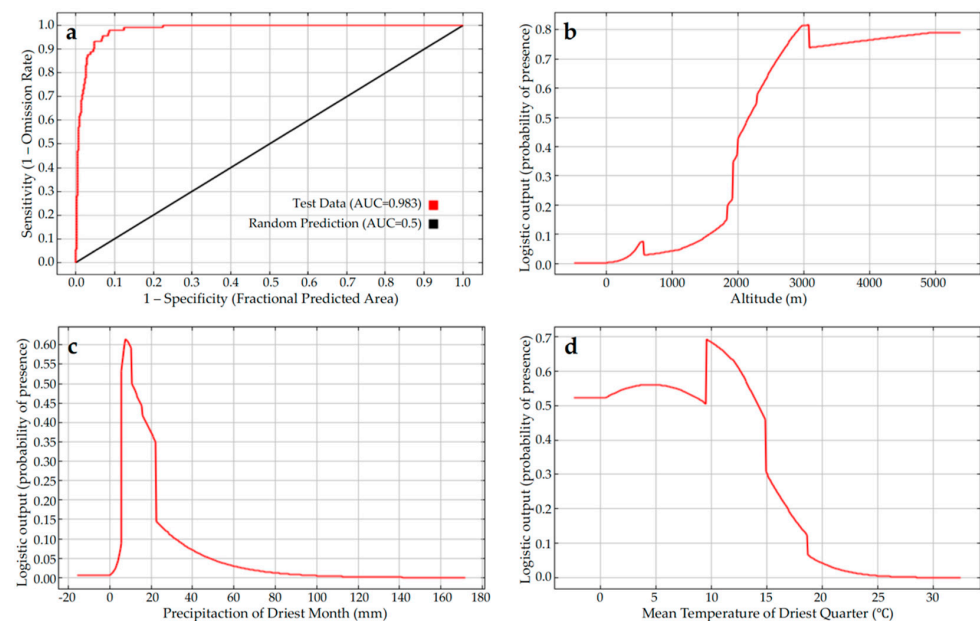 a
1.0
0.9
0.8
0.7
0.6
0.5
0.4
0.3
0.2
0.1
0.0
Sensitivity (1 – Omission Rate)
Test Data (AUC=0.983)
Random Prediction (AUC=0.5)
0.0 0.1 0.2 0.3 0.4 0.5 0.6 0.7 0.8 0.9 1.0
1 – Specificity (Fractional Predicted Area)
b
0.8
0.7
0.6
0.5
0.4
0.3
0.2
0.1
0.0
Logistic output (probability of presence)
0 1000 2000 3000 4000 5000
Altitude (m)
c
0.60
0.55
0.50
0.45
0.40
0.35
0.30
0.25
0.20
0.15
0.10
0.05
0.00
Logistic output (probability of presence)
-20 0 20 40 60 80 100 120 140 160 180
Precipitaction of Driest Month (mm)
d
0.7
0.6
0.5
0.4
0.3
0.2
0.1
0.0
Logistic output (probability of presence)
0 5 10 15 20 25 30
Mean Temperature of Driest Quarter (°C)